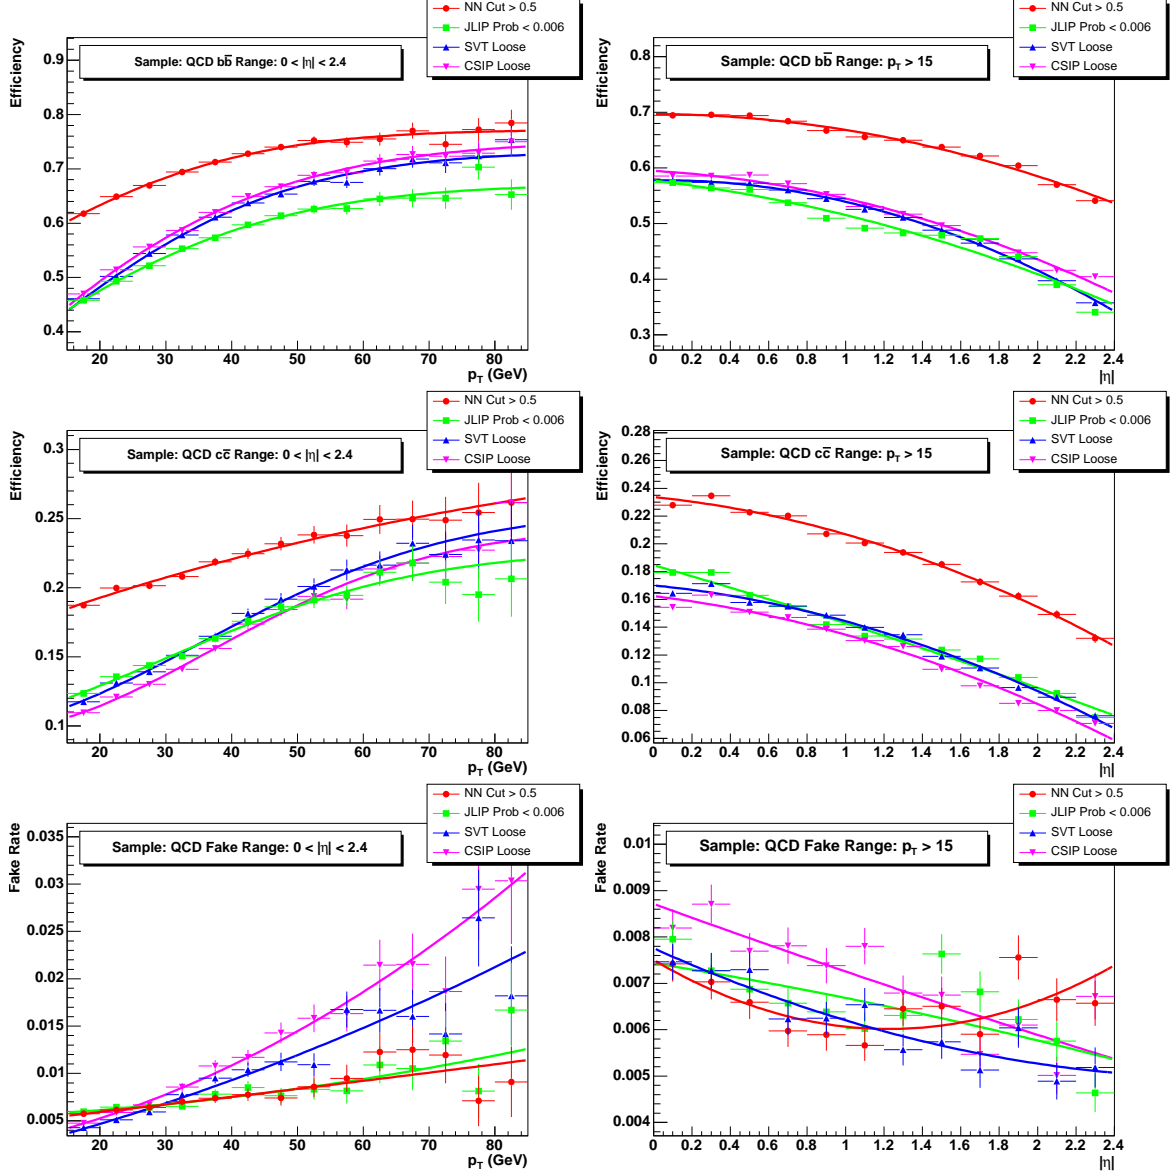 NN Cut > 0.5
JLIP Prob < 0.006
SVT Loose
CSIP Loose
Sample: QCD bb̅ Range: 0 < |η| < 2.4
Efficiency
0.9
0.8
0.7
0.6
0.5
0.4
20 30 40 50 60 70 80
p_T (GeV)
NN Cut > 0.5
JLIP Prob < 0.006
SVT Loose
CSIP Loose
Sample: QCD bb̅ Range: p_T > 15
Efficiency
0.8
0.7
0.6
0.5
0.4
0.3
0 0.2 0.4 0.6 0.8 1 1.2 1.4 1.6 1.8 2 2.2 2.4
|η|
NN Cut > 0.5
JLIP Prob < 0.006
SVT Loose
CSIP Loose
Sample: QCD cc̅ Range: 0 < |η| < 2.4
Efficiency
0.3
0.25
0.2
0.15
0.1
20 30 40 50 60 70 80
p_T (GeV)
NN Cut > 0.5
JLIP Prob < 0.006
SVT Loose
CSIP Loose
Sample: QCD cc̅ Range: p_T > 15
Efficiency
0.28
0.26
0.24
0.22
0.2
0.18
0.16
0.14
0.12
0.1
0.08
0.06
0 0.2 0.4 0.6 0.8 1 1.2 1.4 1.6 1.8 2 2.2 2.4
|η|
NN Cut > 0.5
JLIP Prob < 0.006
SVT Loose
CSIP Loose
Sample: QCD Fake Range: 0 < |η| < 2.4
Fake Rate
0.035
0.03
0.025
0.02
0.015
0.01
0.005
20 30 40 50 60 70 80
p_T (GeV)
NN Cut > 0.5
JLIP Prob < 0.006
SVT Loose
CSIP Loose
Sample: QCD Fake Range: p_T > 15
Fake Rate
0.01
0.009
0.008
0.007
0.006
0.005
0.004
0 0.2 0.4 0.6 0.8 1 1.2 1.4 1.6 1.8 2 2.2 2.4
|η|